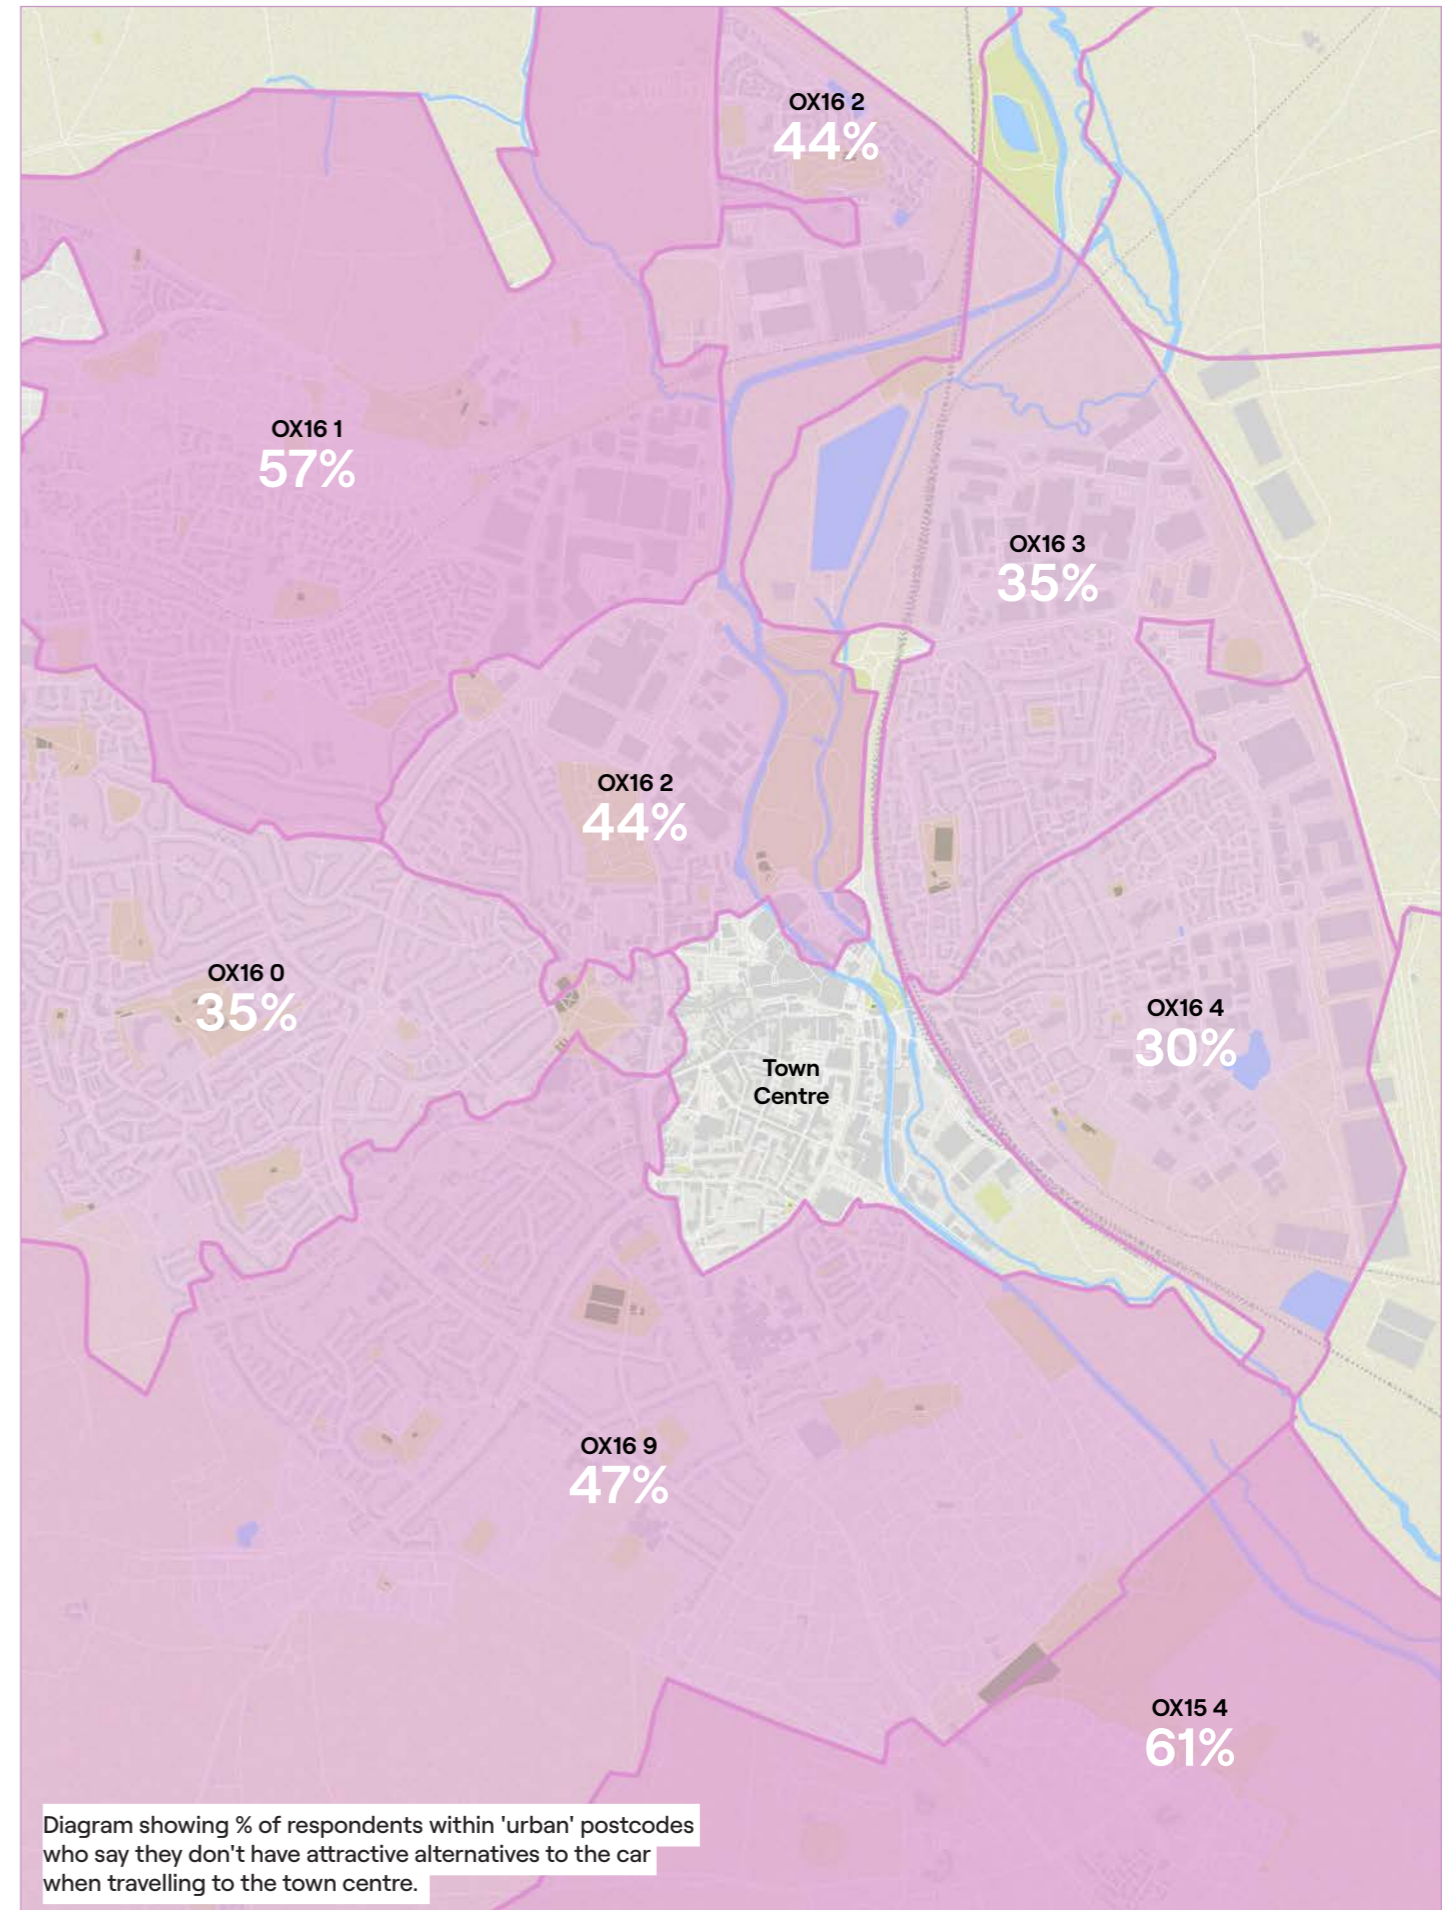 OX16 2
44%
OX16 1
57%
OX16 3
35%
OX16 2
44%
OX16 0
35%
OX16 4
30%
Town
Centre
OX16 9
47%
OX15 4
61%
Diagram showing % of respondents within 'urban' postcodes
who say they don't have attractive alternatives to the car
when travelling to the town centre.